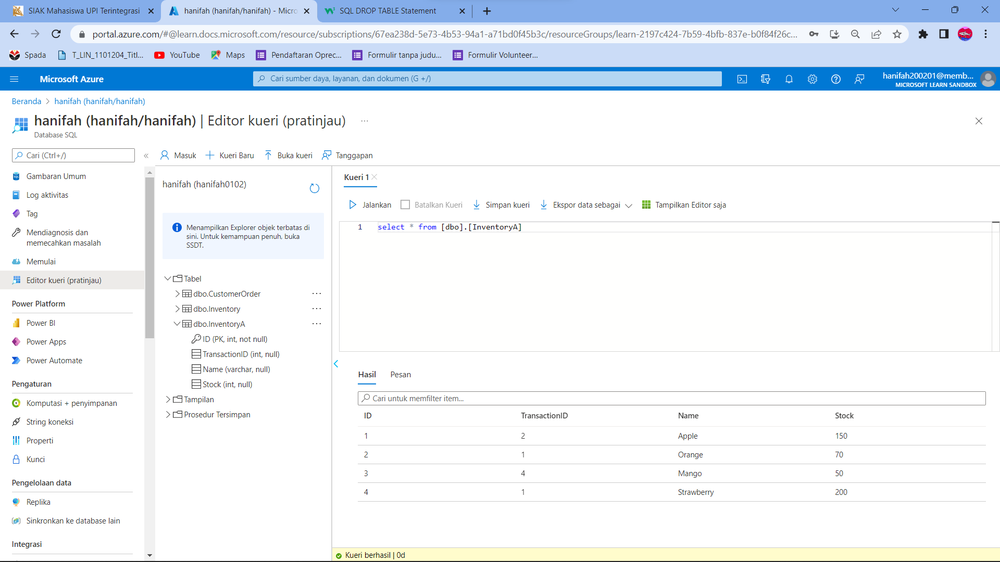 SIAK Mahasiswa UPI Terintegrasi
hanifah (hanifah/hanifah) - Micro
SQL DROP TABLE Statement
portal.azure.com/#@learn.docs.microsoft.com/resource/subscriptions/67ea238d-5e73-4b53-94a1-a71bd0f45b3c/resourceGroups/learn-2197c424-7b59-4bfb-837e-b0f84f26c...
Spada
T_LIN_1101204_Titl...
YouTube
Maps
Pendaftaran Oprec...
Formulir tanpa judu...
Formulir Volunteer...
Microsoft Azure
Cari sumber daya, layanan, dan dokumen (G +/)
hanifah200201@memb...
MICROSOFT LEARN SANDBOX
Beranda > hanifah (hanifah/hanifah)
hanifah (hanifah/hanifah) | Editor kueri (pratinjau) ...
Database SQL
Cari (Ctrl+/)
«
Gambaran Umum
Log aktivitas
Tag
Mendiagnosis dan
memecahkan masalah
Memulai
Editor kueri (pratinjau)
Power Platform
Power BI
Power Apps
Power Automate
Pengaturan
Komputasi + penyimpanan
String koneksi
Properti
Kunci
Pengelolaan data
Replika
Sinkronkan ke database lain
Integrasi
Masuk
Kueri Baru
Buka kueri
Tanggapan
hanifah (hanifah0102)
Menampilkan Explorer objek terbatas di
sini. Untuk kemampuan penuh, buka
SSDT.
Tabel
dbo.CustomerOrder ...
dbo.Inventory ...
dbo.InventoryA ...
ID (PK, int, not null)
TransactionID (int, null)
Name (varchar, null)
Stock (int, null)
Tampilan
Prosedur Tersimpan
Kueri 1
Jalankan
Batalkan Kueri
Simpan kueri
Ekspor data sebagai
Tampilkan Editor saja
1 select * from [dbo].[InventoryA]
Hasil
Pesan
Cari untuk memfilter item...
ID TransactionID Name Stock
1 2 Apple 150
2 1 Orange 70
3 4 Mango 50
4 1 Strawberry 200
Kueri berhasil | 0d